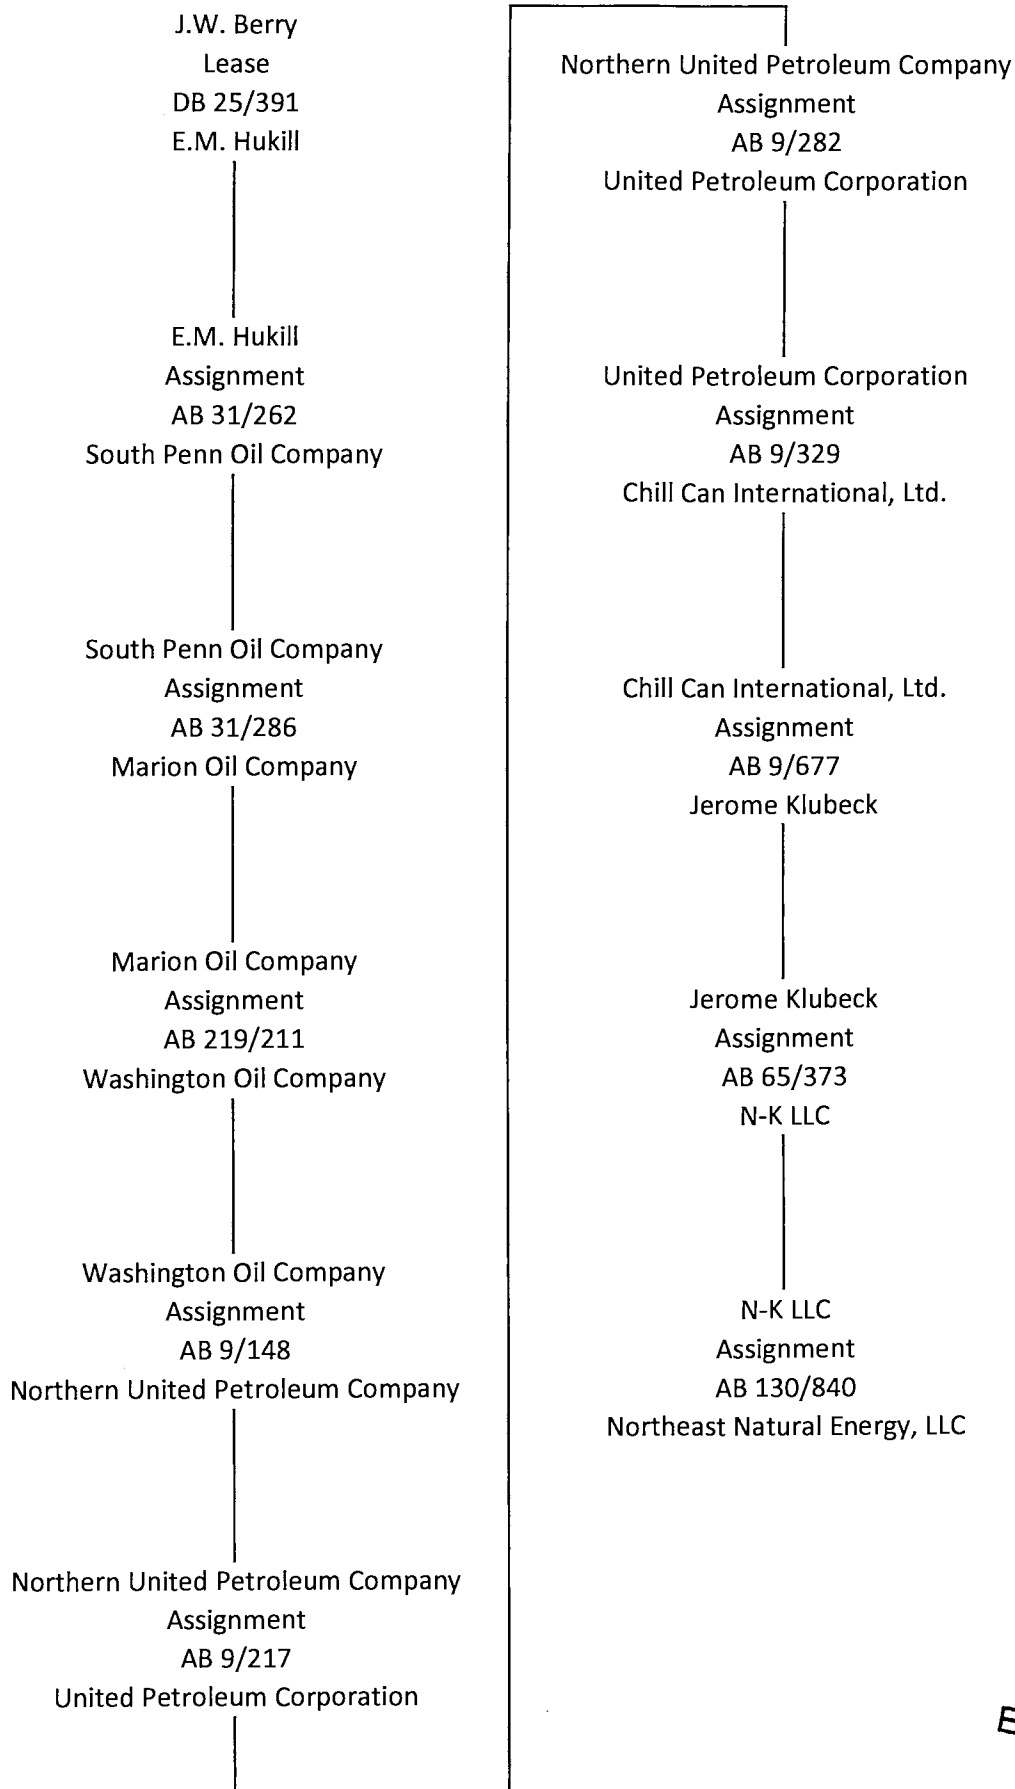 J.W. Berry
Lease
DB 25/391
E.M. Hukill
E.M. Hukill
Assignment
AB 31/262
South Penn Oil Company
South Penn Oil Company
Assignment
AB 31/286
Marion Oil Company
Marion Oil Company
Assignment
AB 219/211
Washington Oil Company
Washington Oil Company
Assignment
AB 9/148
Northern United Petroleum Company
Northern United Petroleum Company
Assignment
AB 9/217
United Petroleum Corporation
Northern United Petroleum Company
Assignment
AB 9/282
United Petroleum Corporation
United Petroleum Corporation
Assignment
AB 9/329
Chill Can International, Ltd.
Chill Can International, Ltd.
Assignment
AB 9/677
Jerome Klubeck
Jerome Klubeck
Assignment
AB 65/373
N-K LLC
N-K LLC
Assignment
AB 130/840
Northeast Natural Energy, LLC